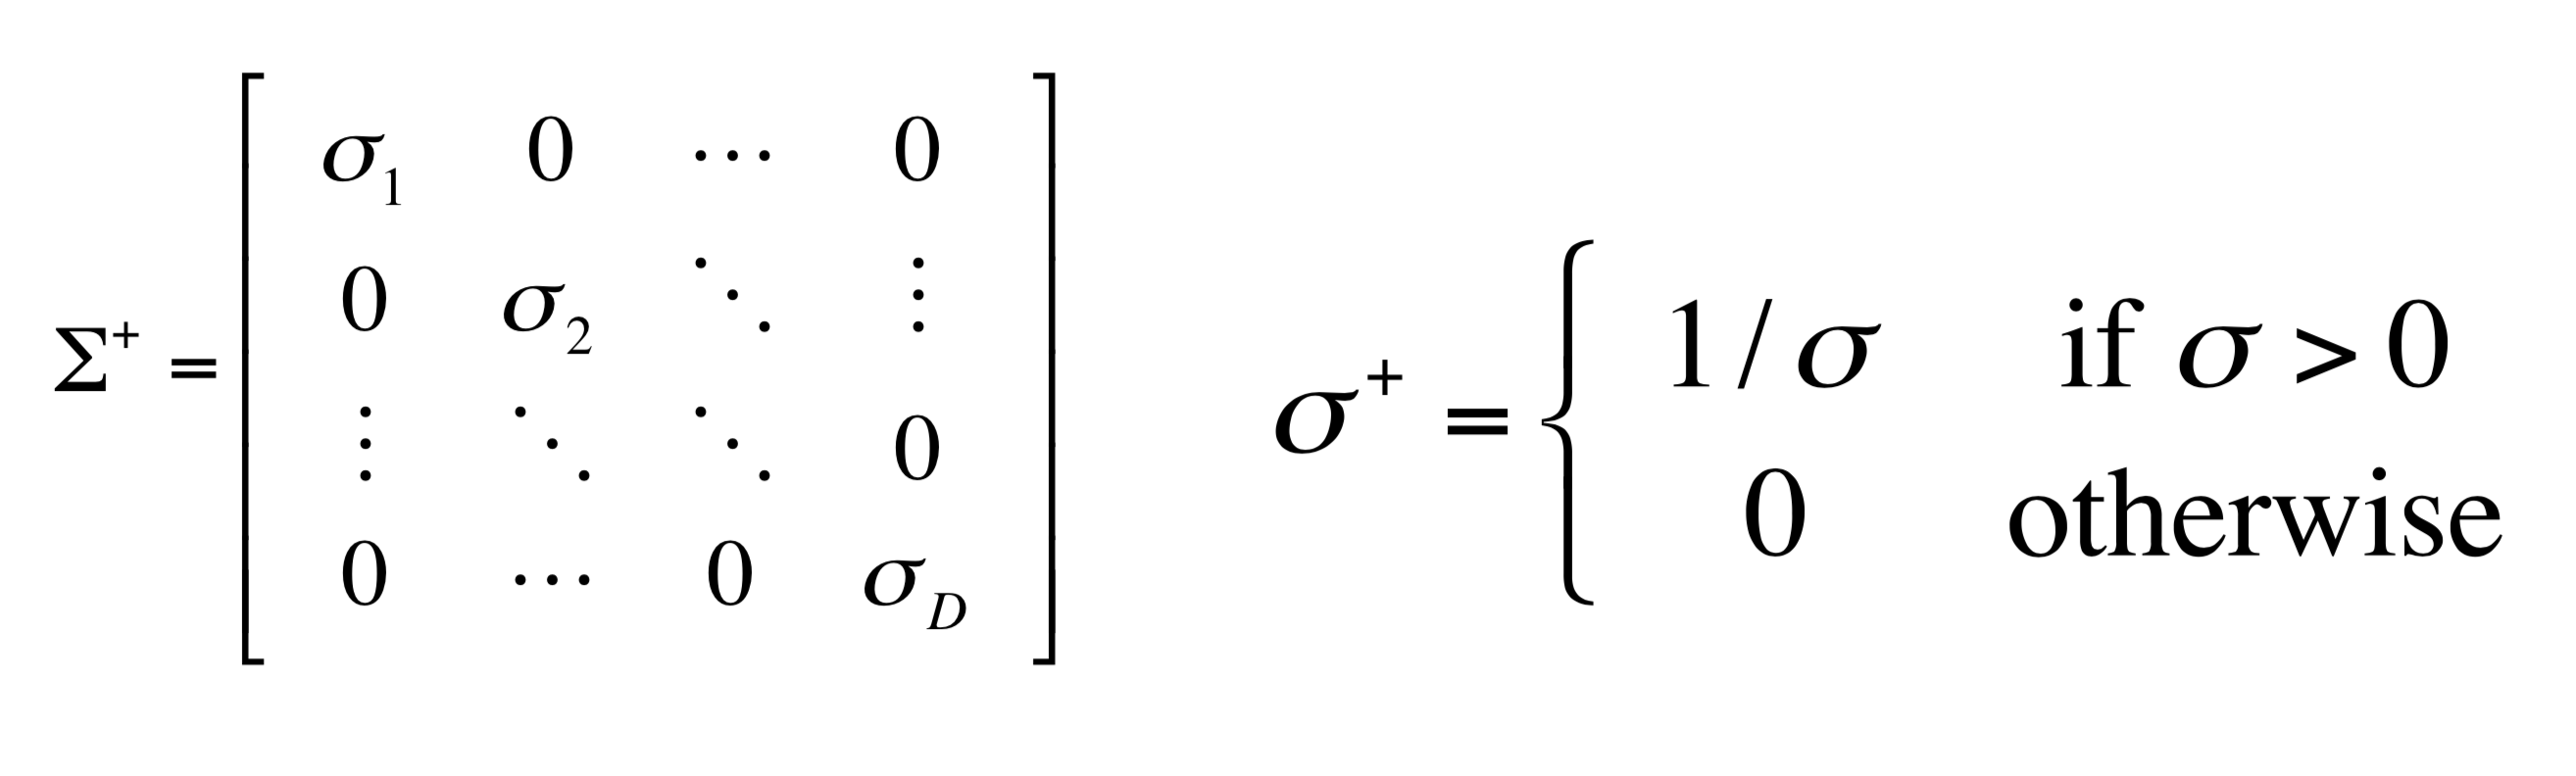 Σ⁺ = [ σ₁ 0 ⋯ 0
0 σ₂ ⋱ ⋮
⋮ ⋱ ⋱ 0
0 ⋯ 0 σ_D ]
σ⁺ = { 1/σ if σ > 0
0 otherwise